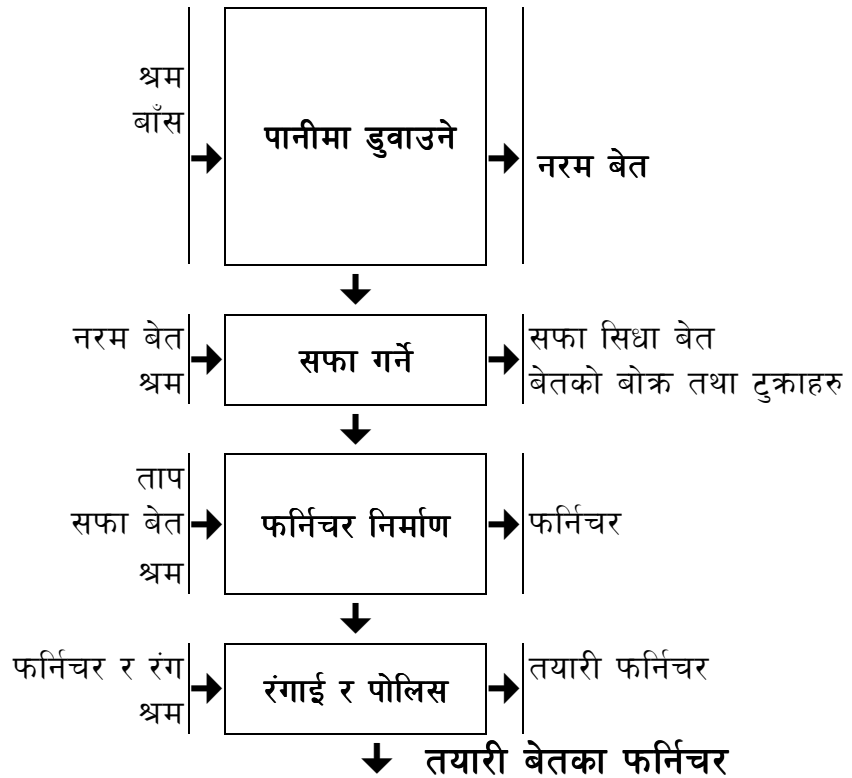 श्रम
बाँस
पानीमा डुवाउने
नरम बेत
नरम बेत
श्रम
सफा गर्ने
सफा सिधा बेत
बेतको बोक्र तथा टुक्राहरु
ताप
सफा बेत
श्रम
फर्निचर निर्माण
फर्निचर
फर्निचर र रंग
श्रम
रंगाई र पोलिस
तयारी फर्निचर
तयारी बेतका फर्निचर